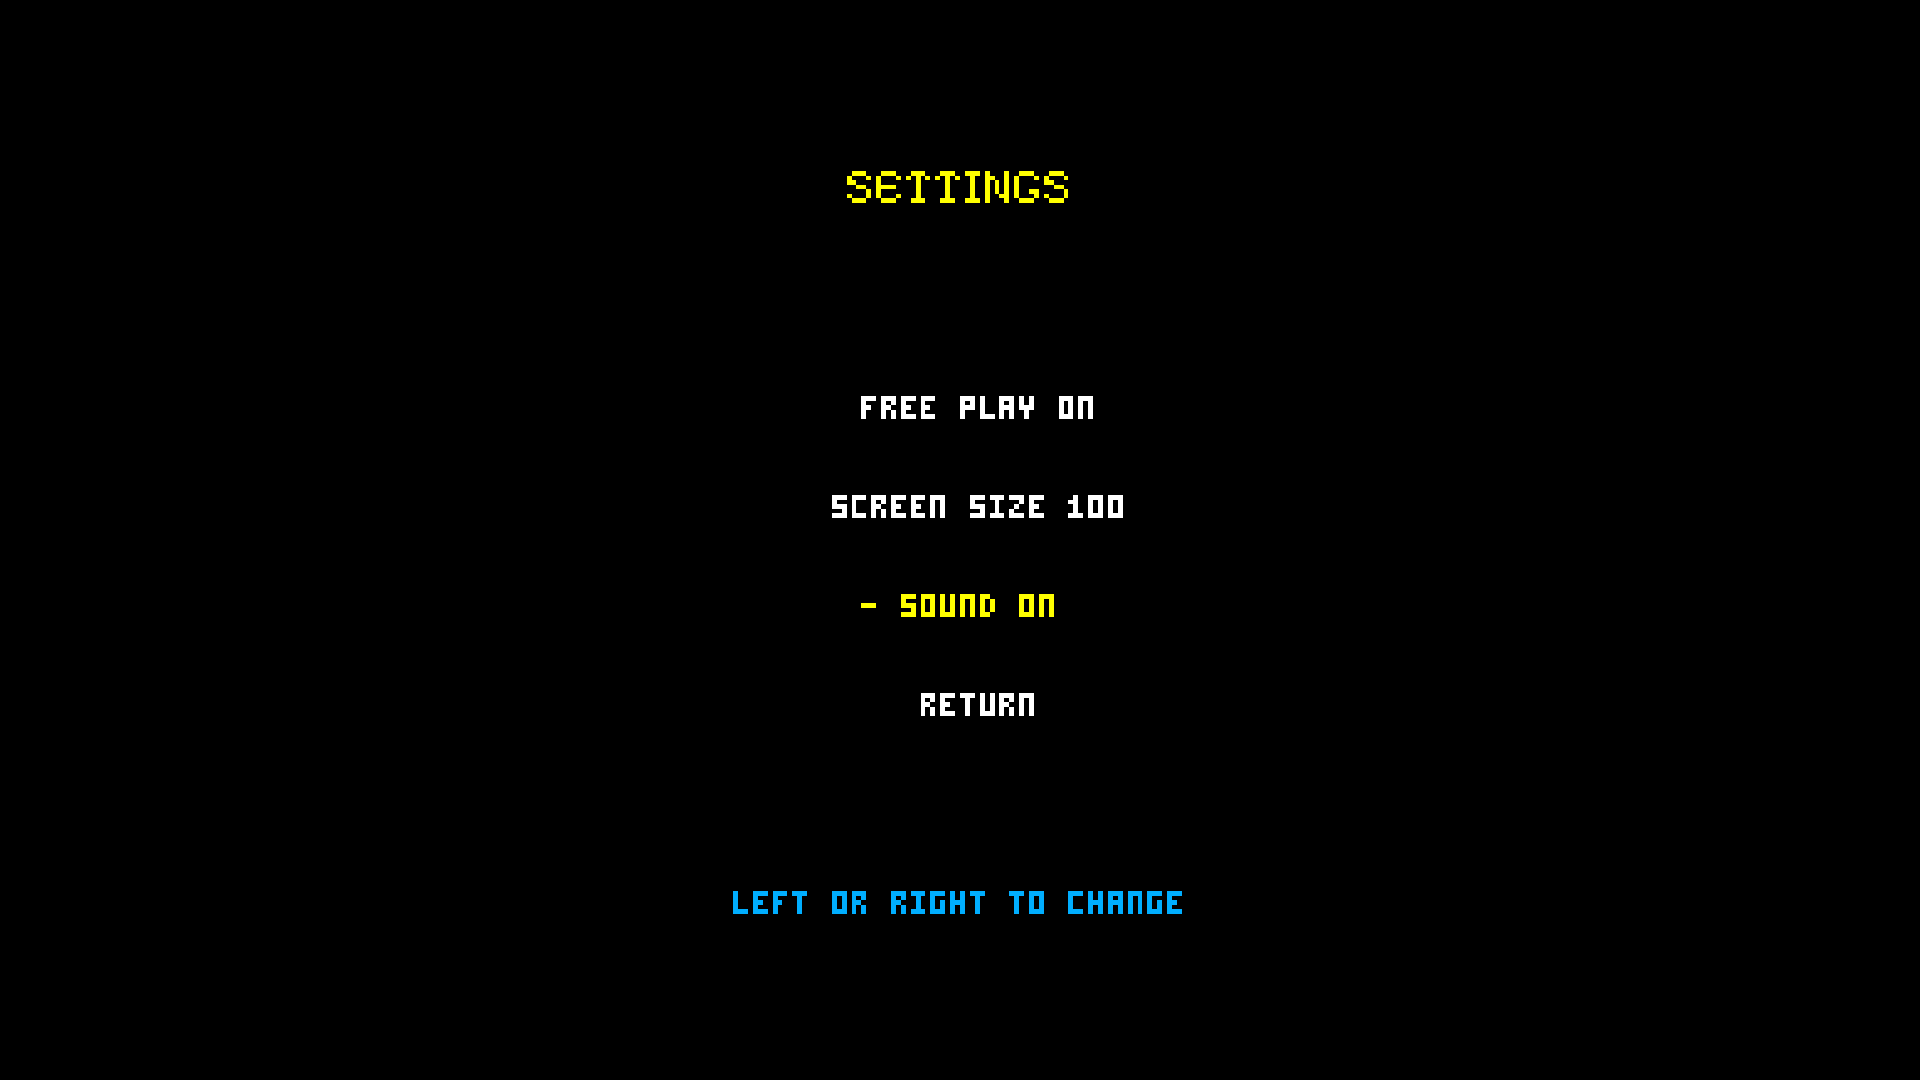 SETTINGS
FREE PLAY ON
SCREEN SIZE 100
- SOUND ON
RETURN
LEFT OR RIGHT TO CHANGE